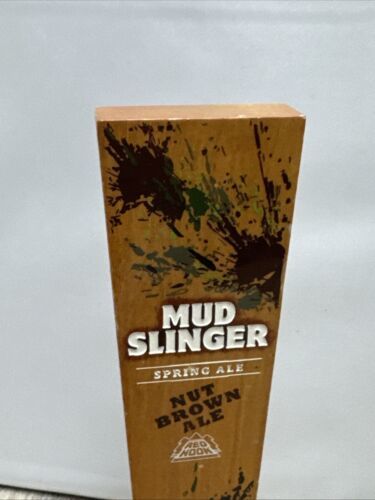 MUD
SLINGER
SPRING ALE
NUT
BROWN
ALE
RED
HOOK